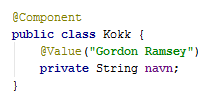 @Component
public class Kokk {
@Value("Gordon Ramsey")
private String navn;
}